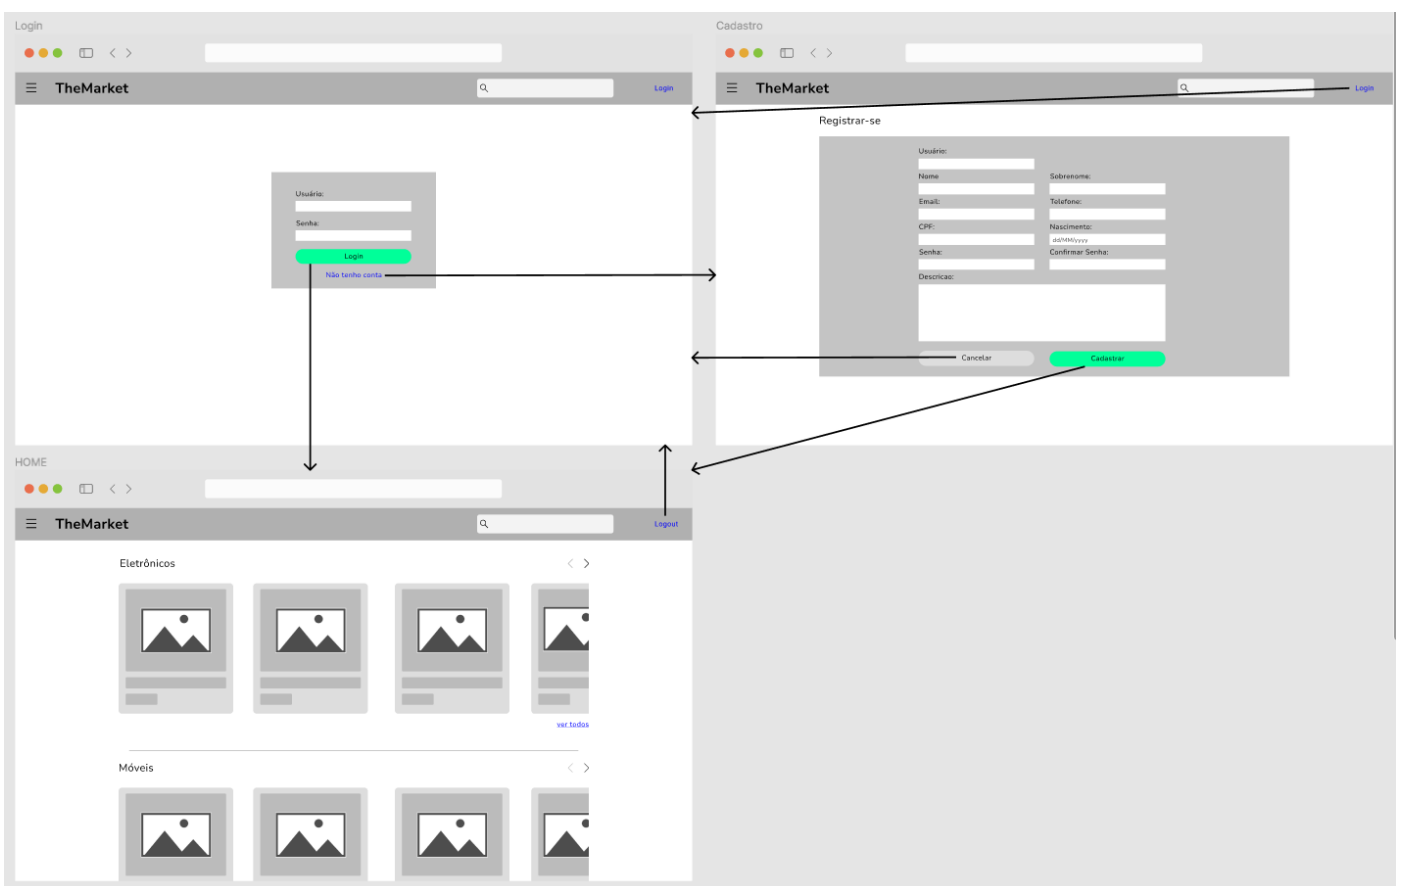 Login
TheMarket
Login
Usuário:
Senha:
Login
Não tenho conta
Cadastro
TheMarket
Login
Registrar-se
Usuário:
Nome
Sobrenome:
Email:
Telefone:
CPF:
Nascimento:
dd/MM/yyyy
Senha:
Confirmar Senha:
Descricao:
Cancelar
Cadastrar
HOME
TheMarket
Logout
Eletrônicos
ver todos
Móveis